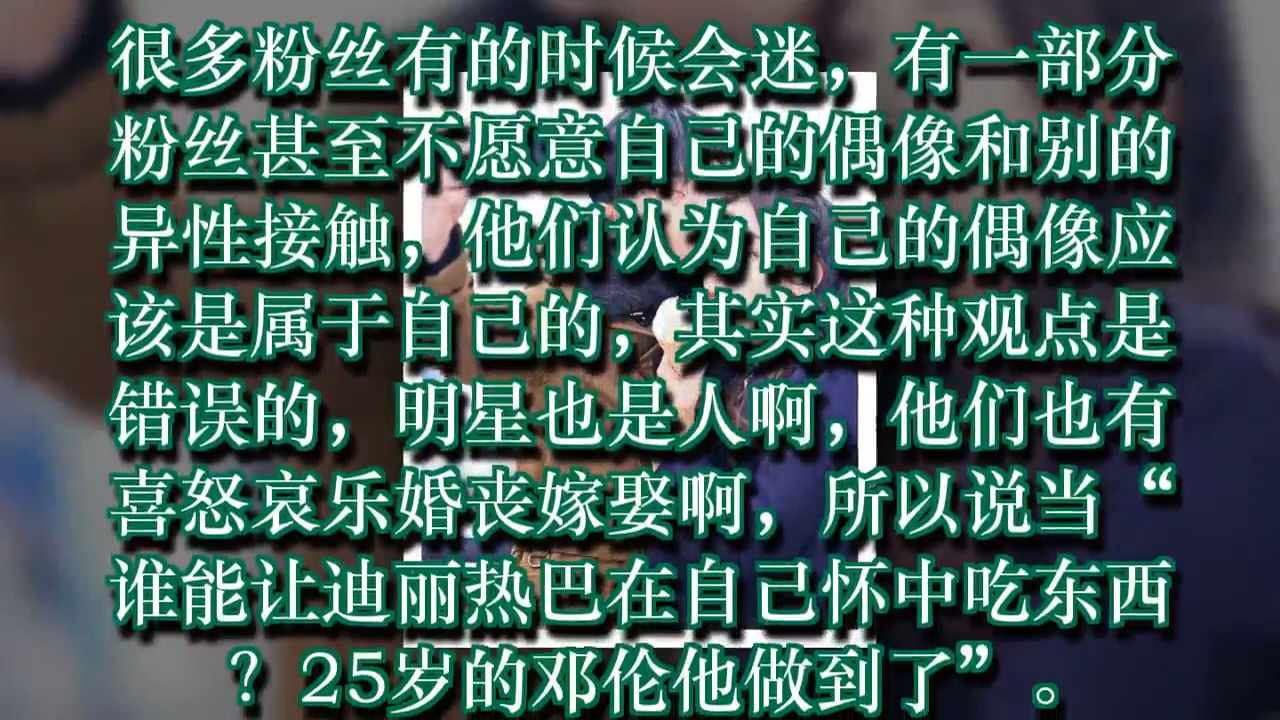 很多粉丝有的时候会迷，有一部分
粉丝甚至不愿意自己的偶像和别的
异性接触，他们认为自己的偶像应
该是属于自己的，其实这种观点是
错误的，明星也是人啊，他们也有
喜怒哀乐婚丧嫁娶啊，所以说当“
谁能让迪丽热巴在自己怀中吃东西
？25岁的邓伦他做到了”。